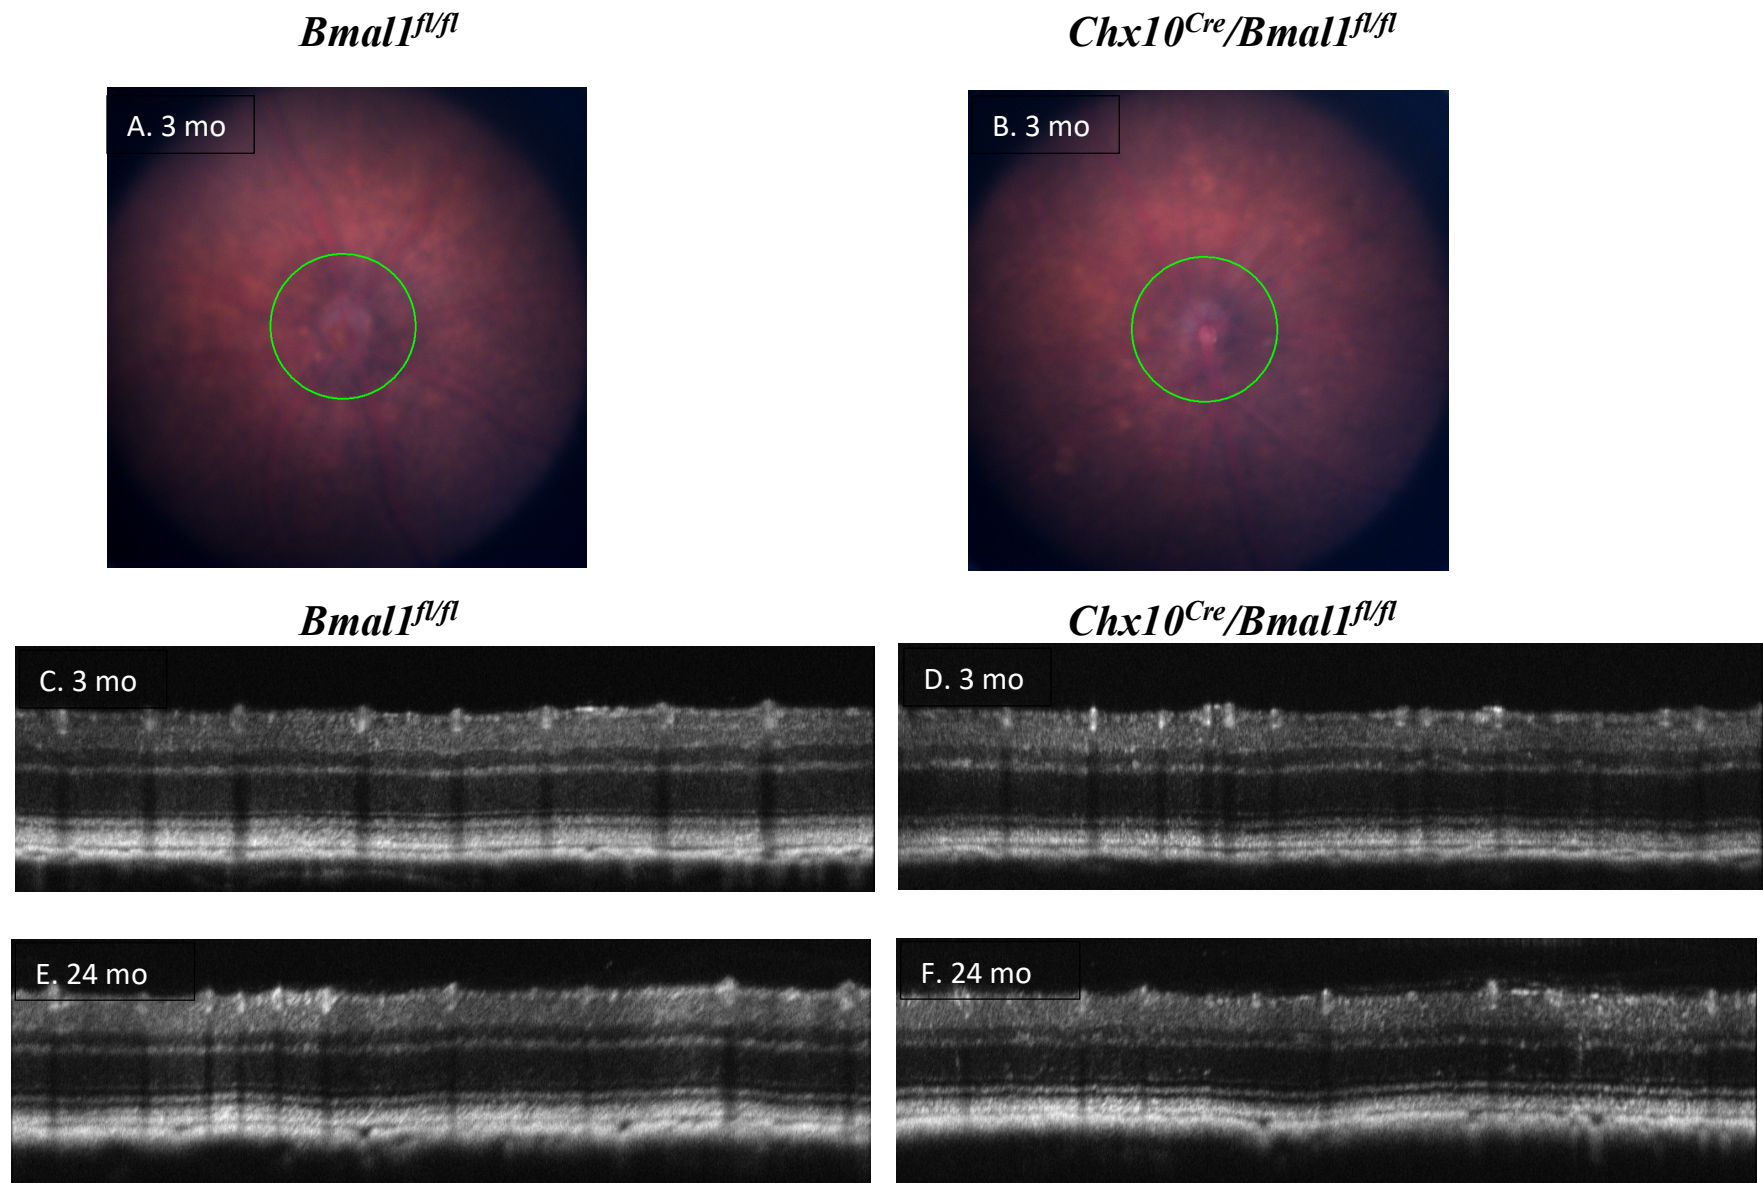 Bmal1fl/fl
Chx10Cre/Bmal1fl/fl
A. 3 mo
B. 3 mo
Bmal1fl/fl
Chx10Cre/Bmal1fl/fl
C. 3 mo
D. 3 mo
E. 24 mo
F. 24 mo